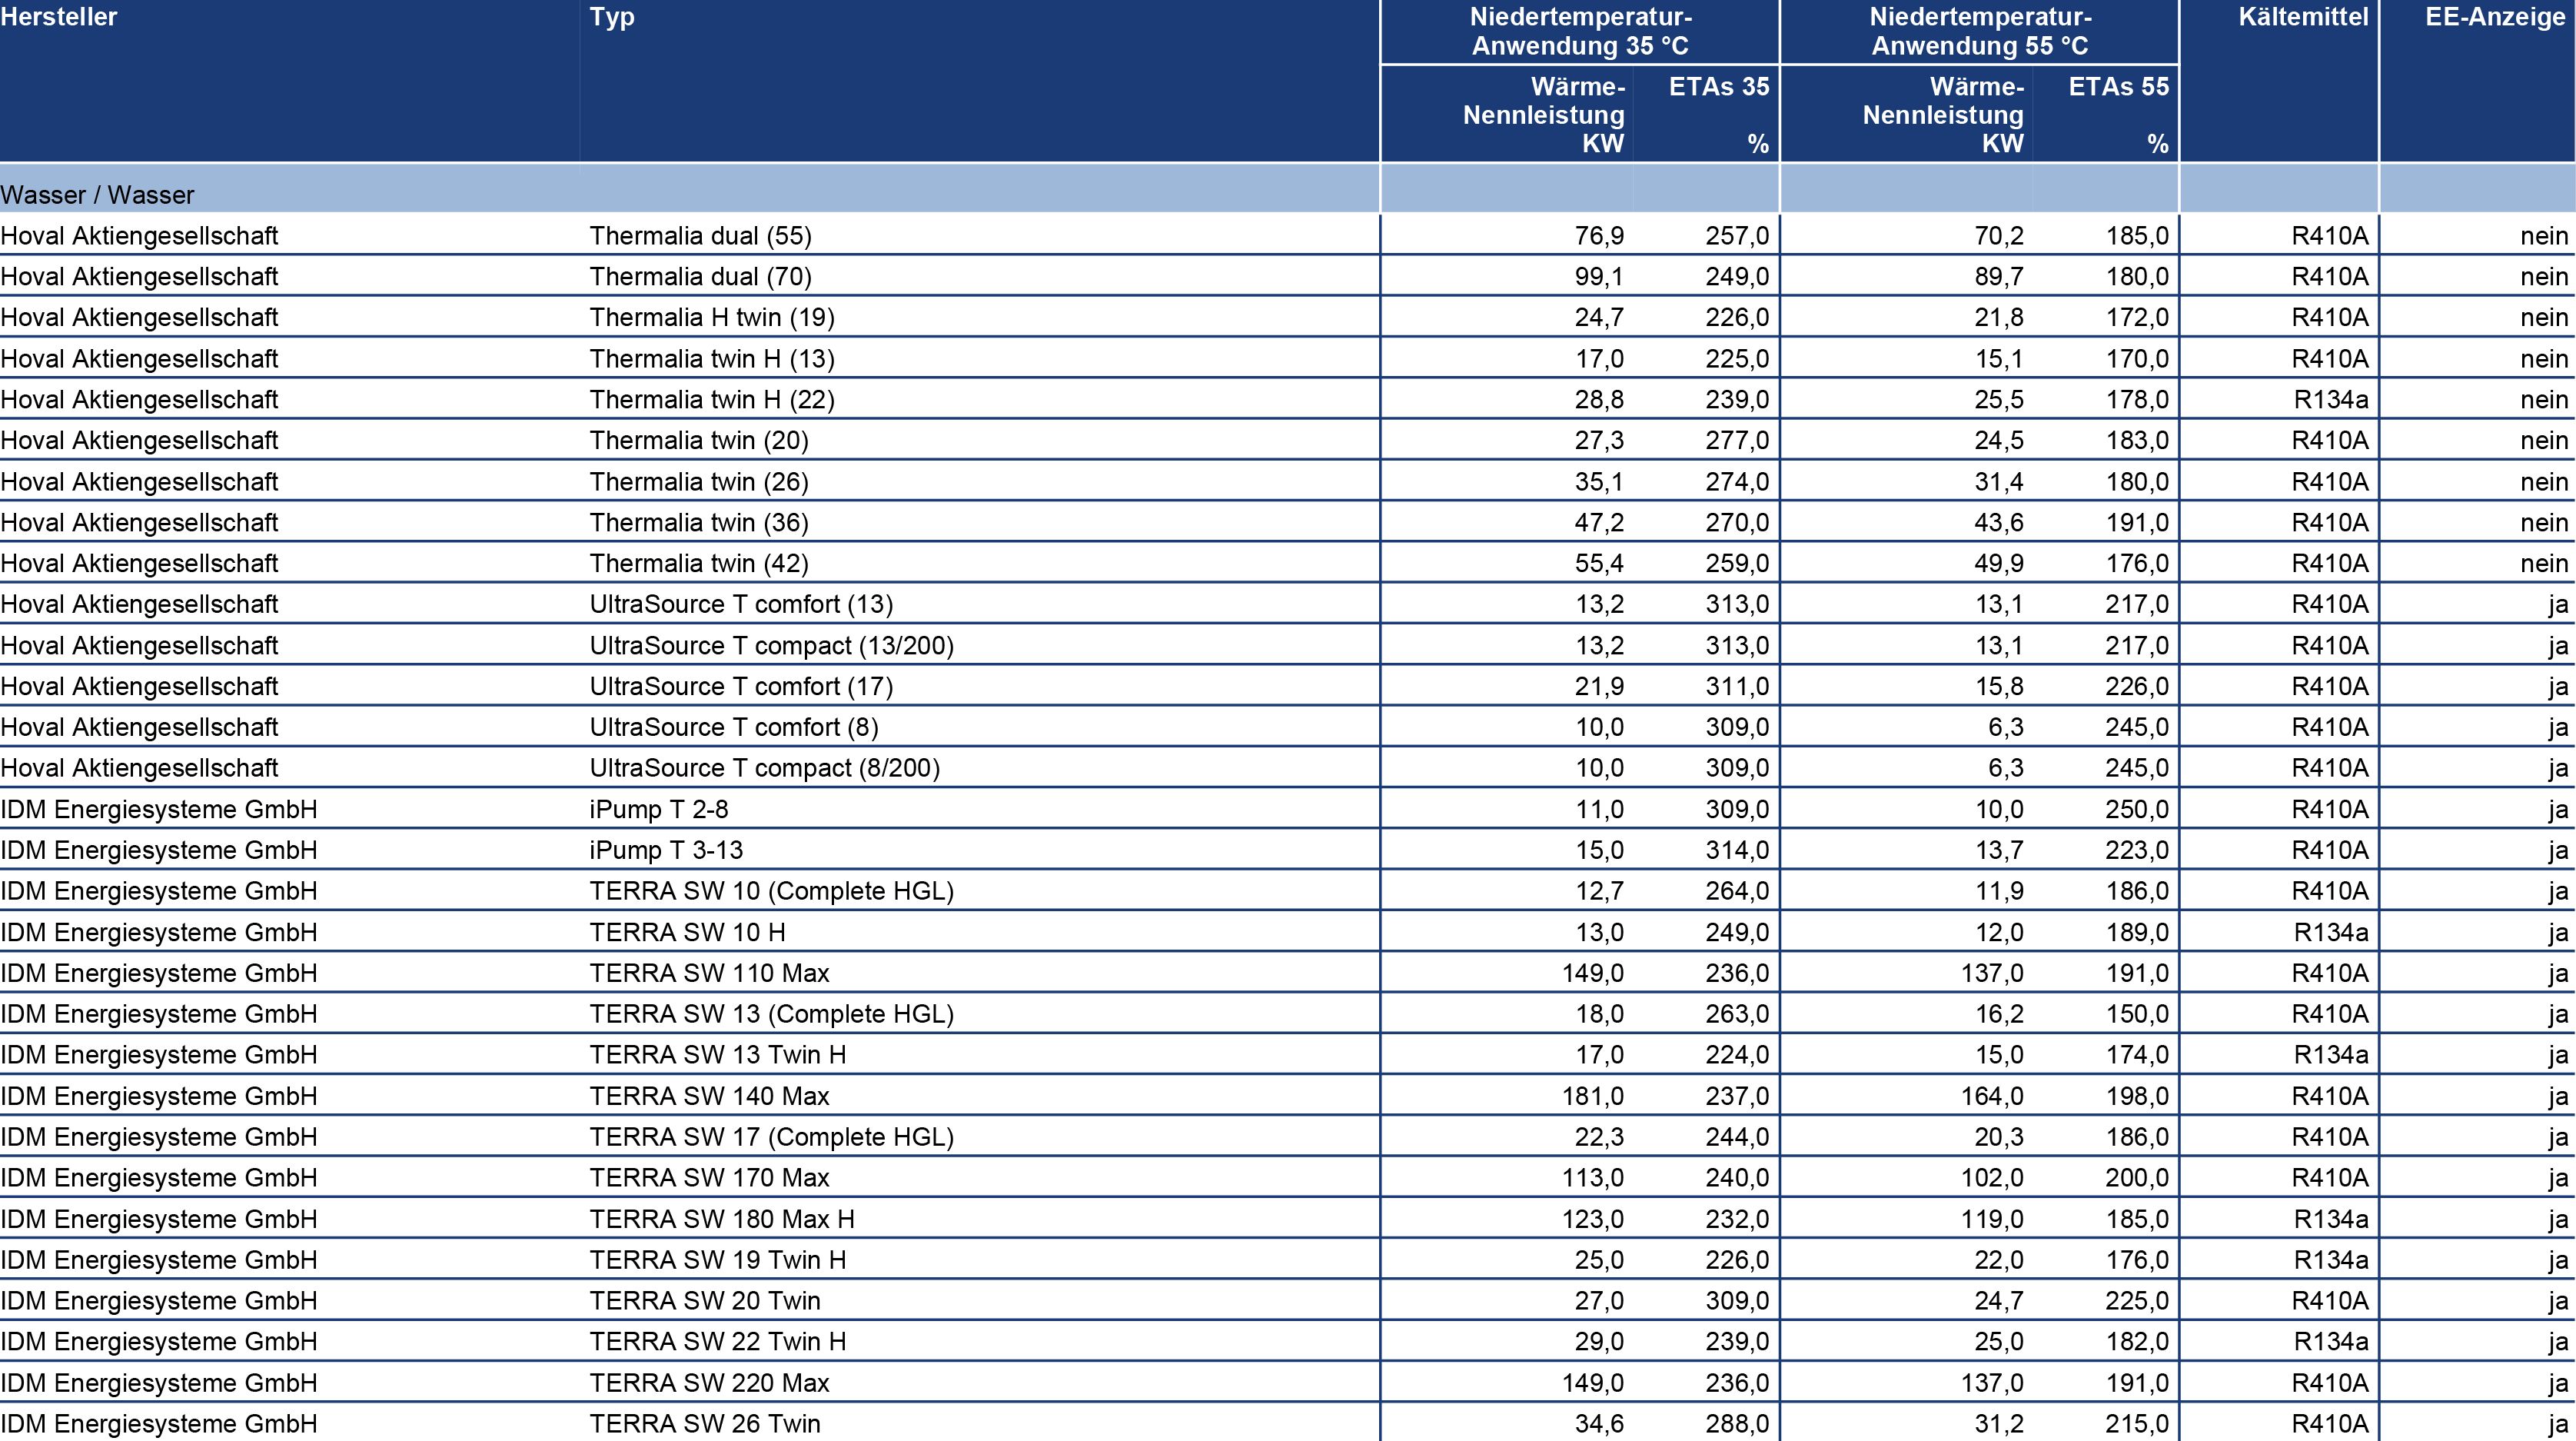 Hersteller Typ Niedertemperatur- Niedertemperatur- Kältemittel EE-Anzeige
Anwendung 35 °C Anwendung 55 °C
Wärme- ETAs 35 Wärme- ETAs 55
Nennleistung Nennleistung
KW % KW %
Wasser / Wasser
Hoval Aktiengesellschaft Thermalia dual (55) 76,9 257,0 70,2 185,0 R410A nein
Hoval Aktiengesellschaft Thermalia dual (70) 99,1 249,0 89,7 180,0 R410A nein
Hoval Aktiengesellschaft Thermalia H twin (19) 24,7 226,0 21,8 172,0 R410A nein
Hoval Aktiengesellschaft Thermalia twin H (13) 17,0 225,0 15,1 170,0 R410A nein
Hoval Aktiengesellschaft Thermalia twin H (22) 28,8 239,0 25,5 178,0 R134a nein
Hoval Aktiengesellschaft Thermalia twin (20) 27,3 277,0 24,5 183,0 R410A nein
Hoval Aktiengesellschaft Thermalia twin (26) 35,1 274,0 31,4 180,0 R410A nein
Hoval Aktiengesellschaft Thermalia twin (36) 47,2 270,0 43,6 191,0 R410A nein
Hoval Aktiengesellschaft Thermalia twin (42) 55,4 259,0 49,9 176,0 R410A nein
Hoval Aktiengesellschaft UltraSource T comfort (13) 13,2 313,0 13,1 217,0 R410A ja
Hoval Aktiengesellschaft UltraSource T compact (13/200) 13,2 313,0 13,1 217,0 R410A ja
Hoval Aktiengesellschaft UltraSource T comfort (17) 21,9 311,0 15,8 226,0 R410A ja
Hoval Aktiengesellschaft UltraSource T comfort (8) 10,0 309,0 6,3 245,0 R410A ja
Hoval Aktiengesellschaft UltraSource T compact (8/200) 10,0 309,0 6,3 245,0 R410A ja
IDM Energiesysteme GmbH iPump T 2-8 11,0 309,0 10,0 250,0 R410A ja
IDM Energiesysteme GmbH iPump T 3-13 15,0 314,0 13,7 223,0 R410A ja
IDM Energiesysteme GmbH TERRA SW 10 (Complete HGL) 12,7 264,0 11,9 186,0 R410A ja
IDM Energiesysteme GmbH TERRA SW 10 H 13,0 249,0 12,0 189,0 R134a ja
IDM Energiesysteme GmbH TERRA SW 110 Max 149,0 236,0 137,0 191,0 R410A ja
IDM Energiesysteme GmbH TERRA SW 13 (Complete HGL) 18,0 263,0 16,2 150,0 R410A ja
IDM Energiesysteme GmbH TERRA SW 13 Twin H 17,0 224,0 15,0 174,0 R134a ja
IDM Energiesysteme GmbH TERRA SW 140 Max 181,0 237,0 164,0 198,0 R410A ja
IDM Energiesysteme GmbH TERRA SW 17 (Complete HGL) 22,3 244,0 20,3 186,0 R410A ja
IDM Energiesysteme GmbH TERRA SW 170 Max 113,0 240,0 102,0 200,0 R410A ja
IDM Energiesysteme GmbH TERRA SW 180 Max H 123,0 232,0 119,0 185,0 R134a ja
IDM Energiesysteme GmbH TERRA SW 19 Twin H 25,0 226,0 22,0 176,0 R134a ja
IDM Energiesysteme GmbH TERRA SW 20 Twin 27,0 309,0 24,7 225,0 R410A ja
IDM Energiesysteme GmbH TERRA SW 22 Twin H 29,0 239,0 25,0 182,0 R134a ja
IDM Energiesysteme GmbH TERRA SW 220 Max 149,0 236,0 137,0 191,0 R410A ja
IDM Energiesysteme GmbH TERRA SW 26 Twin 34,6 288,0 31,2 215,0 R410A ja